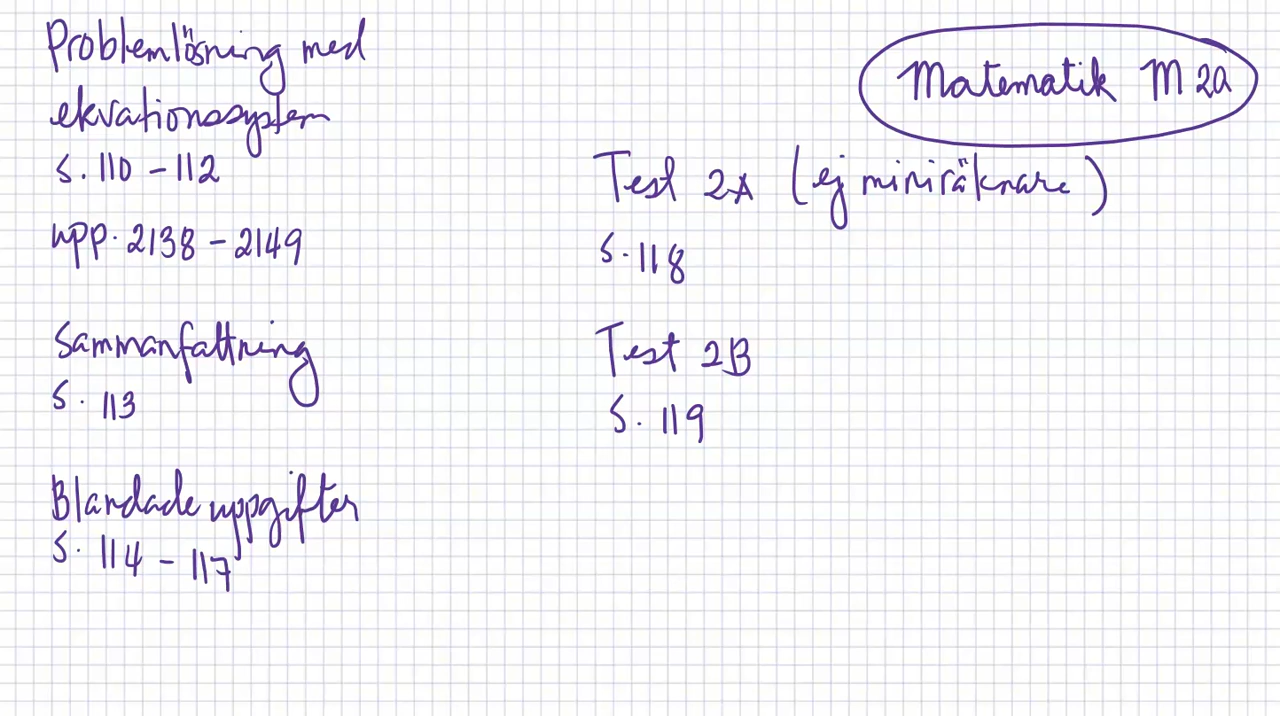 Problemlösning med
ekvationssystem
s. 110 - 112
upp. 2138 - 2149
Sammanfattning
s. 113
Blandade uppgifter
s. 114 - 117
Matematik M 2a
Test 2A (ej miniräknare)
s. 118
Test 2B
s. 119